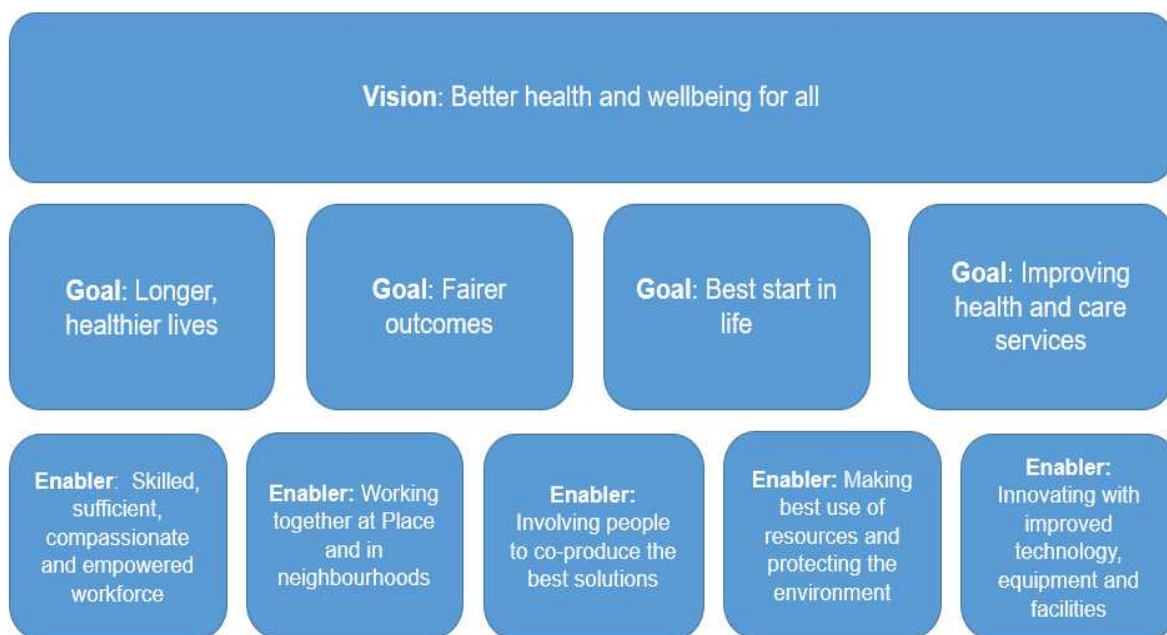 Vision: Better health and wellbeing for all
Goal: Longer,
healthier lives
Goal: Fairer
outcomes
Goal: Best start in
life
Goal: Improving
health and care
services
Enabler: Skilled,
sufficient,
compassionate
and empowered
workforce
Enabler: Working
together at Place
and in
neighbourhoods
Enabler:
Involving people
to co-produce the
best solutions
Enabler: Making
best use of
resources and
protecting the
environment
Enabler:
Innovating with
improved
technology,
equipment and
facilities